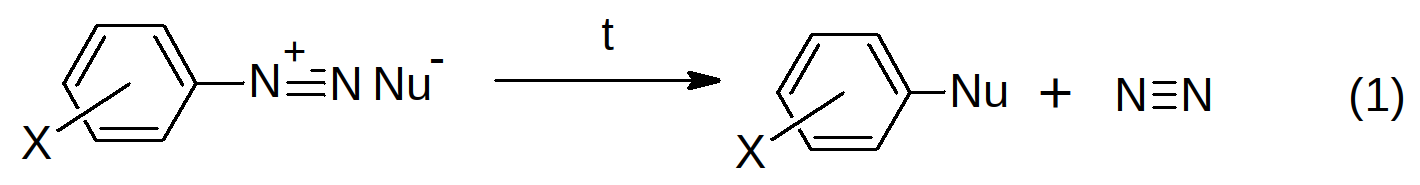 t
X N+≡N Nu- X Nu + N≡N (1)